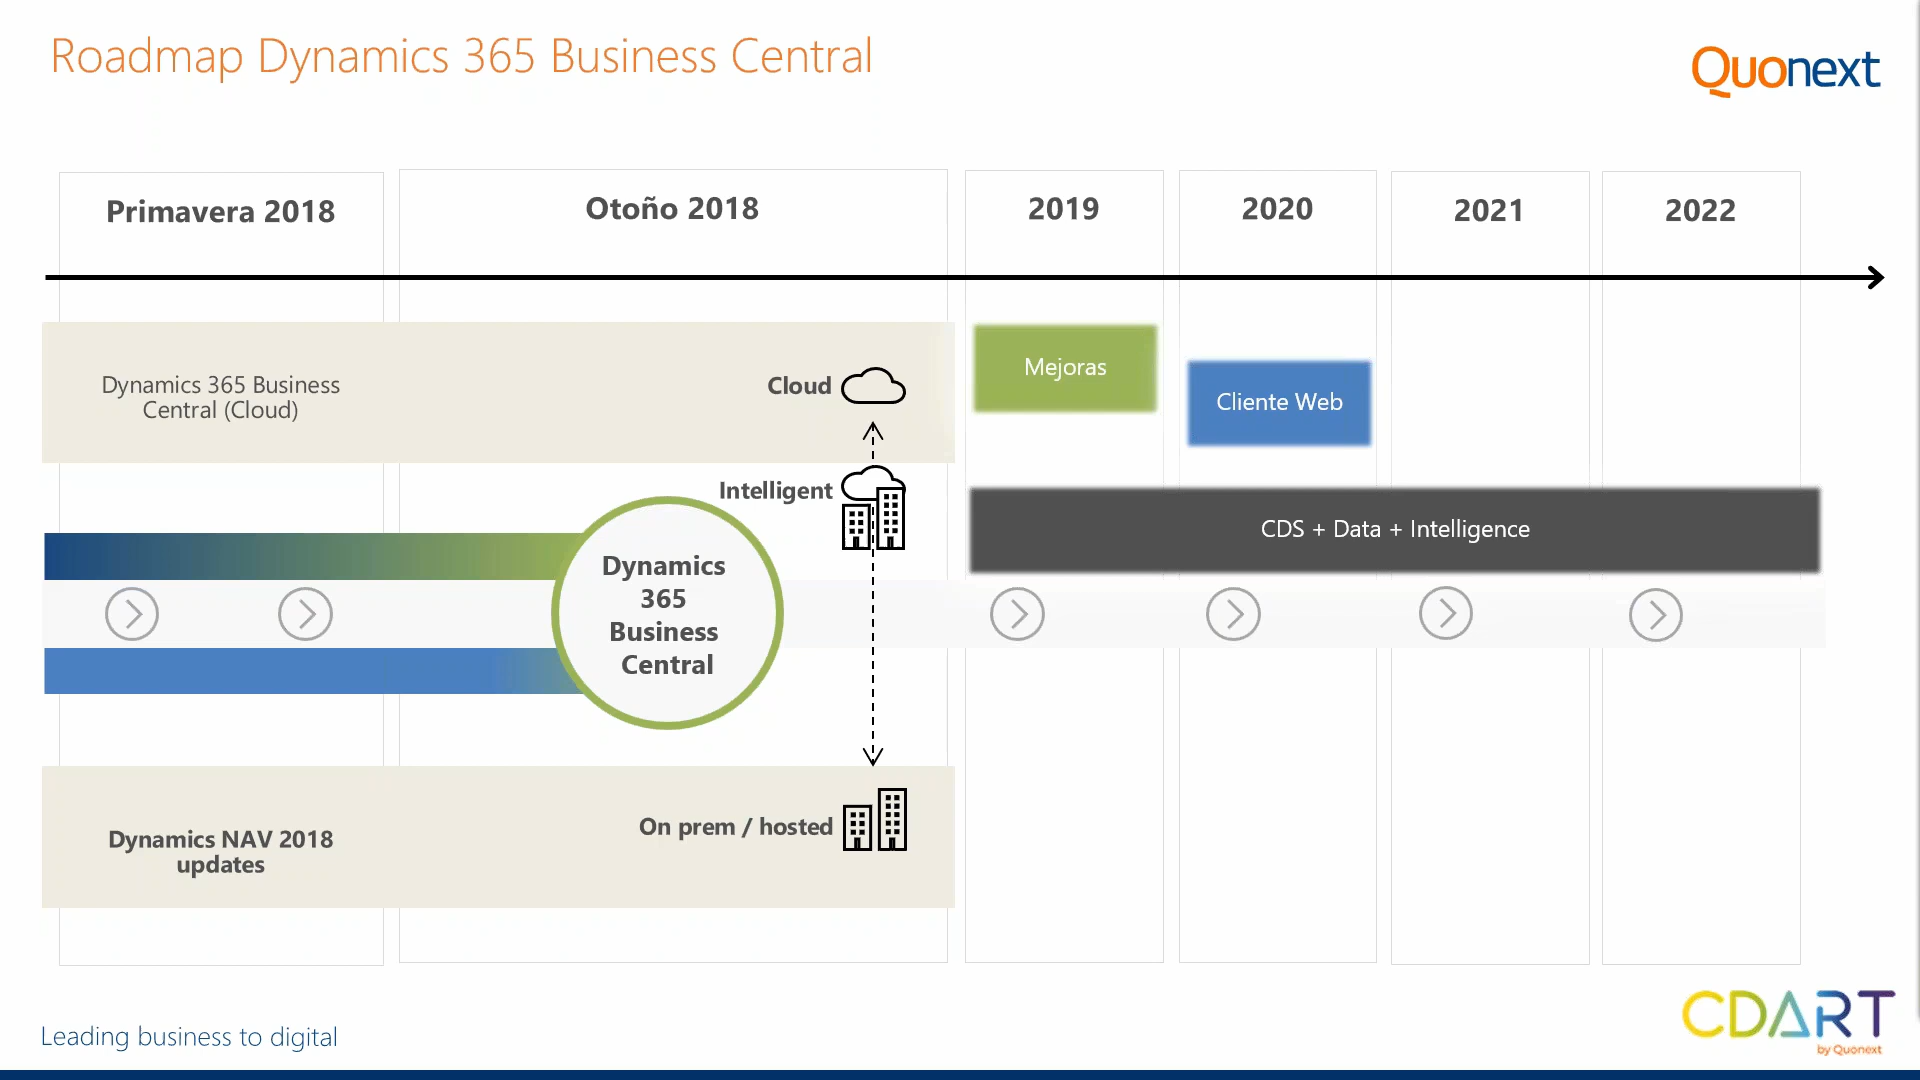 Roadmap Dynamics 365 Business Central
Quonext
Primavera 2018
Otoño 2018
2019
2020
2021
2022
Dynamics 365 Business
Central (Cloud)
Cloud
Mejoras
Cliente Web
Intelligent
CDS + Data + Intelligence
Dynamics
365
Business
Central
Dynamics NAV 2018
updates
On prem / hosted
Leading business to digital
CDART
by Quonext